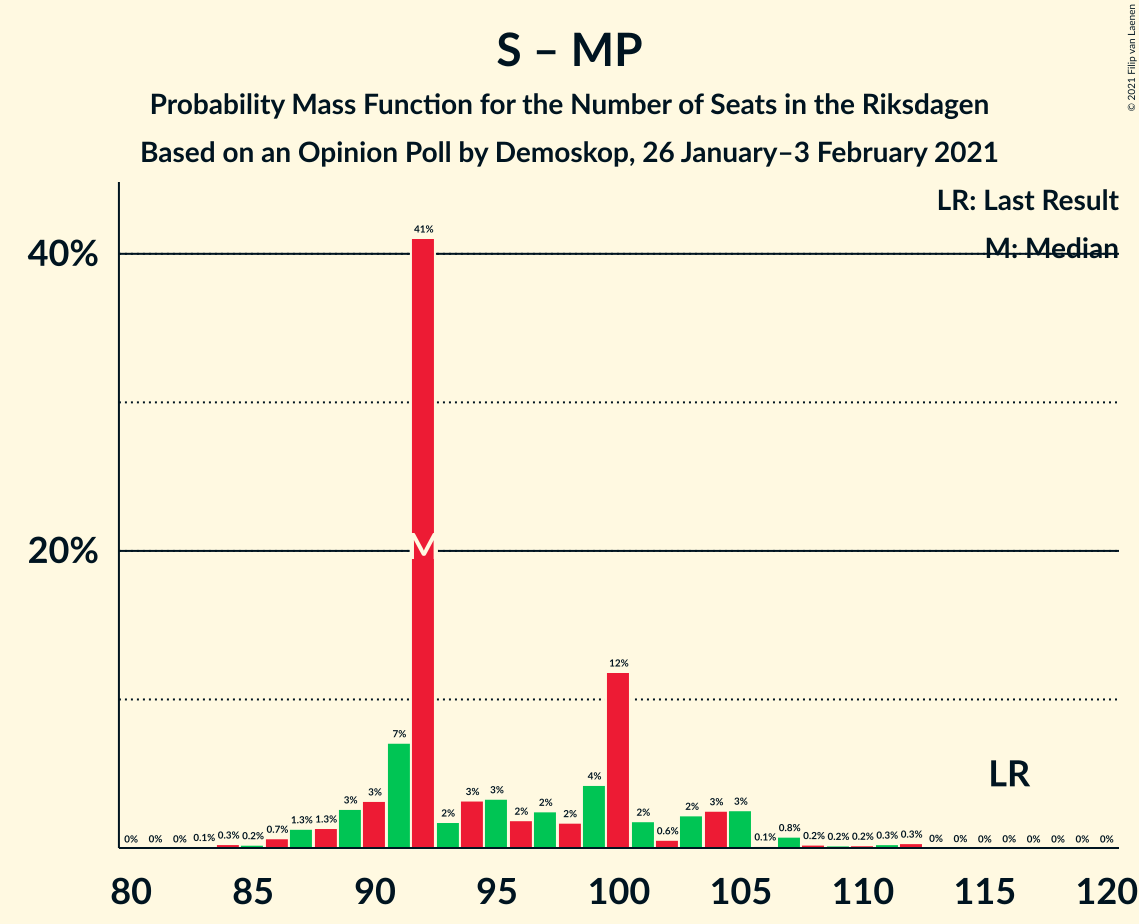 S – MP
Probability Mass Function for the Number of Seats in the Riksdagen
Based on an Opinion Poll by Demoskop, 26 January–3 February 2021
© 2021 Filip van Laenen
LR: Last Result
M: Median
40%
20%
41%
M
12%
7%
4%
LR
0% 0% 0% 0.1% 0.3% 0.2% 0.7% 1.3% 1.3% 3% 3% 2% 3% 3% 2% 2% 2% 2% 0.6% 2% 3% 3% 0.1% 0.8% 0.2% 0.2% 0.2% 0.3% 0.3% 0% 0% 0% 0% 0% 0% 0% 0%
80 85 90 95 100 105 110 115 120